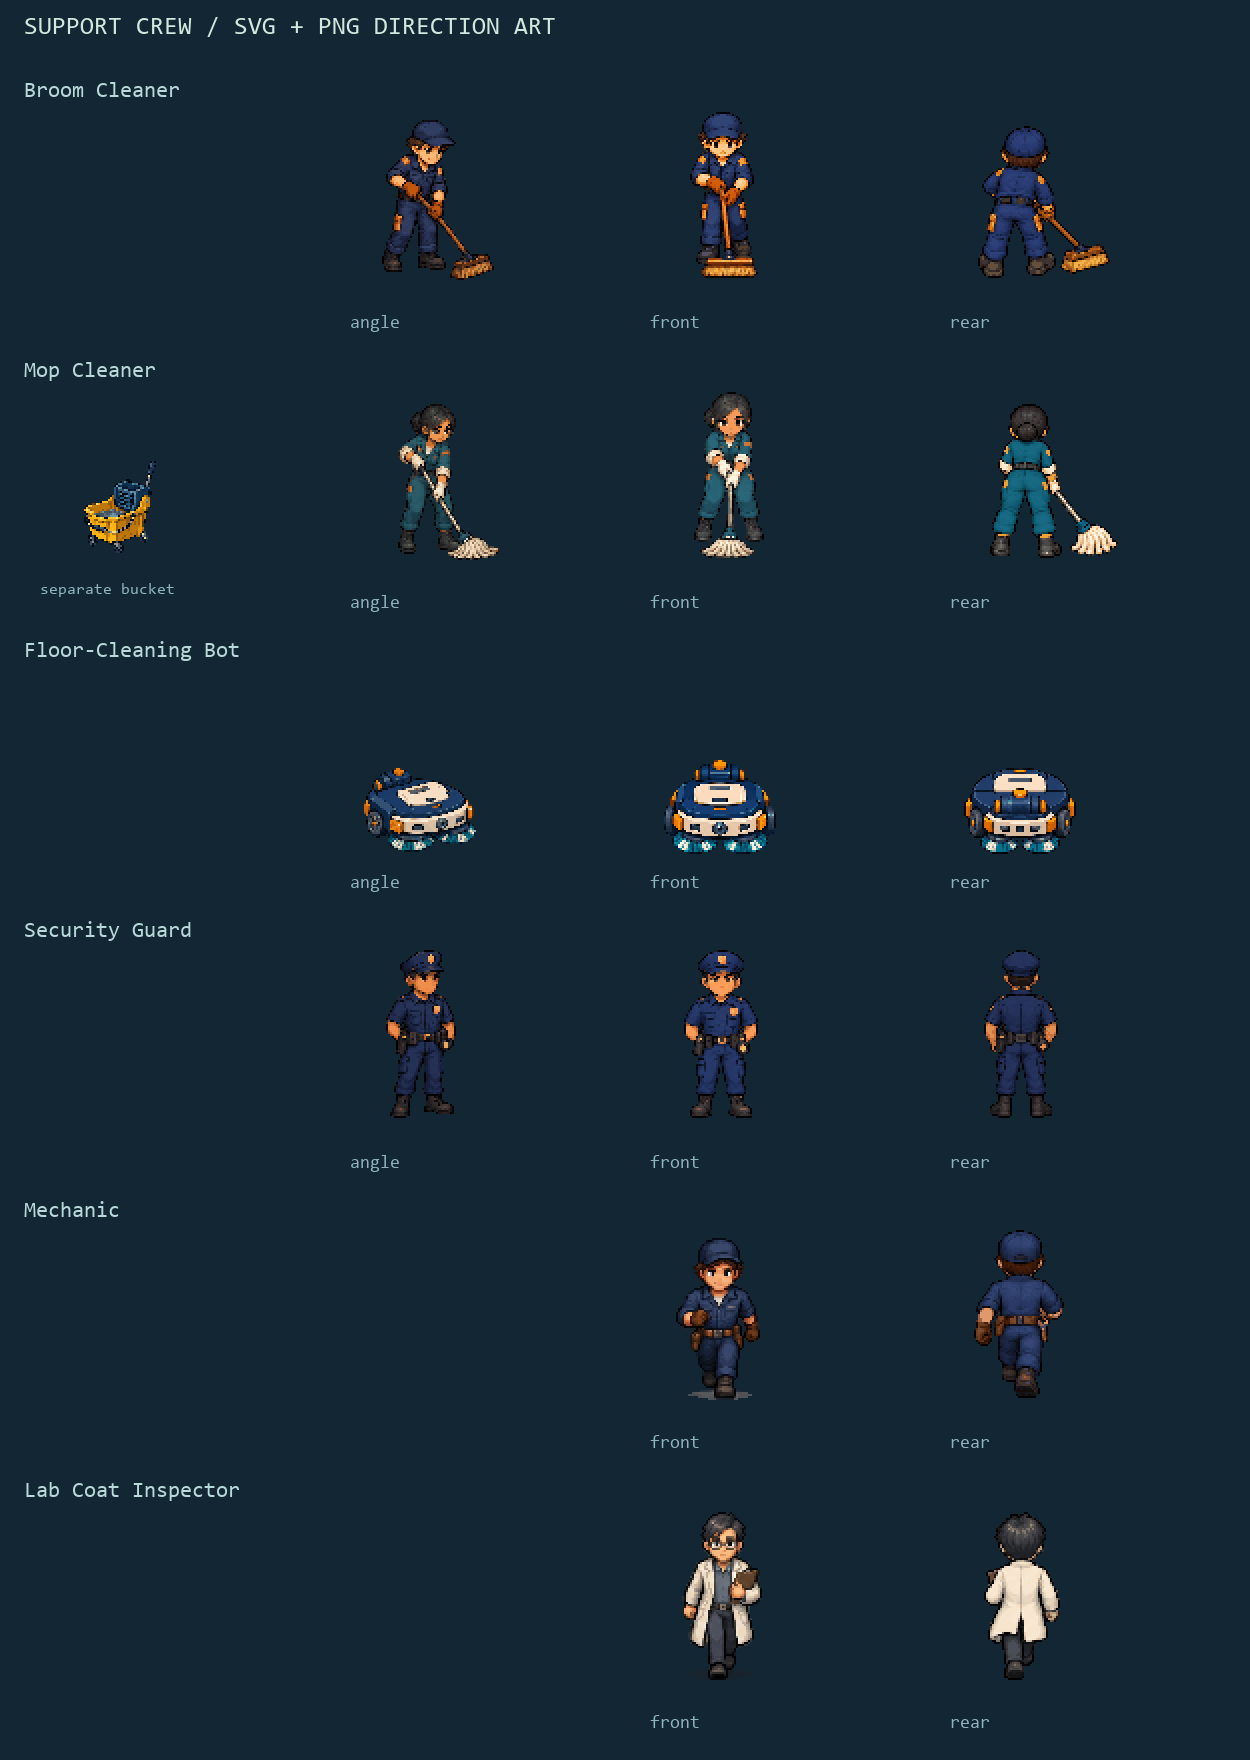 SUPPORT CREW / SVG + PNG DIRECTION ART
Broom Cleaner
angle
front
rear
Mop Cleaner
separate bucket
angle
front
rear
Floor-Cleaning Bot
angle
front
rear
Security Guard
angle
front
rear
Mechanic
front
rear
Lab Coat Inspector
front
rear